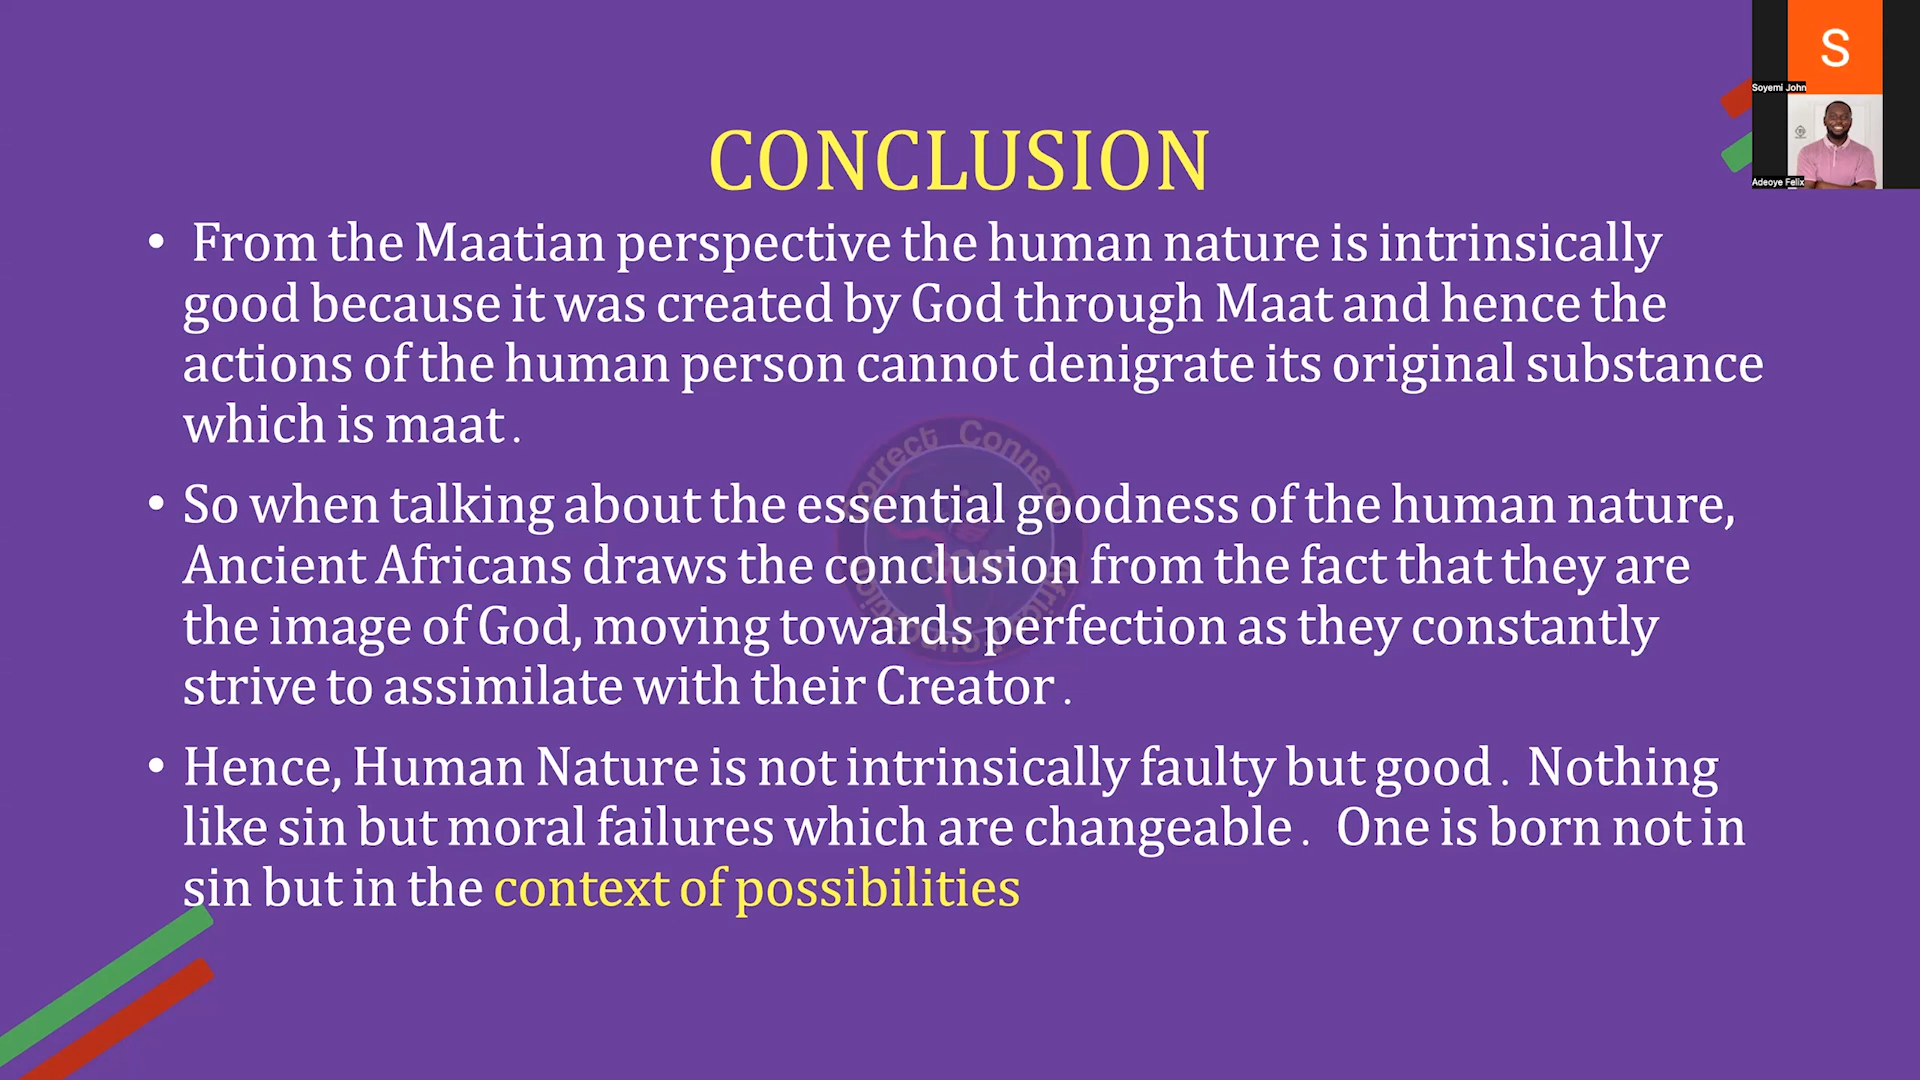 S
Soyemi John
Adeoye Felix
CONCLUSION
• From the Maatian perspective the human nature is intrinsically
good because it was created by God through Maat and hence the
actions of the human person cannot denigrate its original substance
which is maat.
• So when talking about the essential goodness of the human nature,
Ancient Africans draws the conclusion from the fact that they are
the image of God, moving towards perfection as they constantly
strive to assimilate with their Creator.
• Hence, Human Nature is not intrinsically faulty but good. Nothing
like sin but moral failures which are changeable. One is born not in
sin but in the context of possibilities